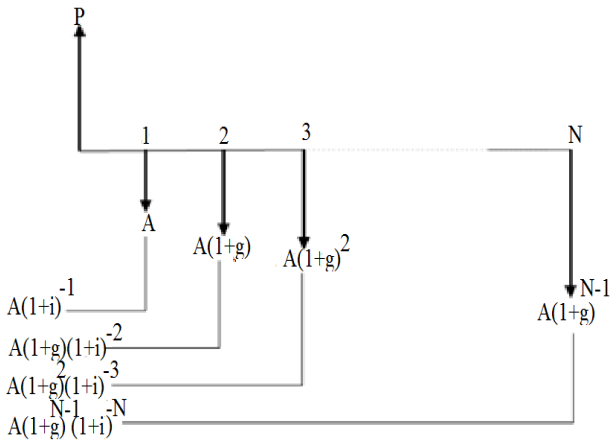 P
1 2 3 N
A
A(1+g)
A(1+g)^2
A(1+g)^N-1
A(1+i)^-1
A(1+g)(1+i)^-2
A(1+g)^2(1+i)^-3
A(1+g)^N-1(1+i)^-N